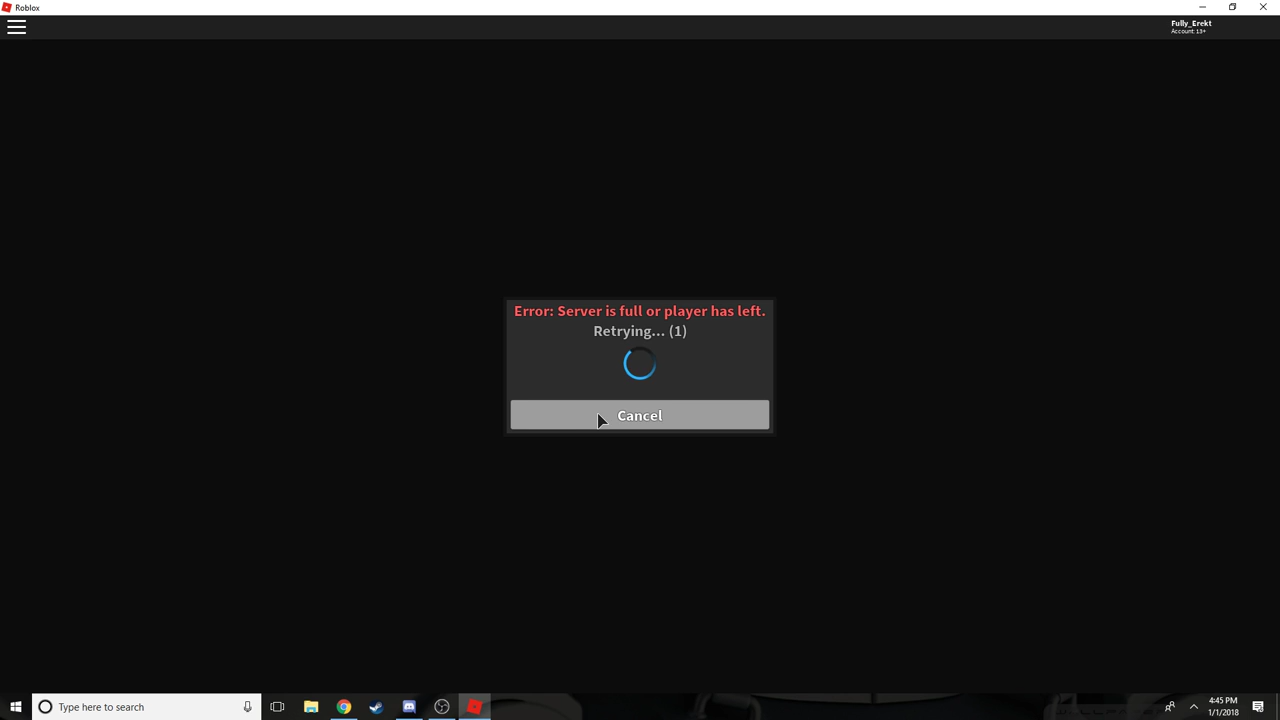 Roblox
Fully_Erekt
Account: 13+
Error: Server is full or player has left.
Retrying... (1)
Cancel
Type here to search
4:45 PM
1/1/2018